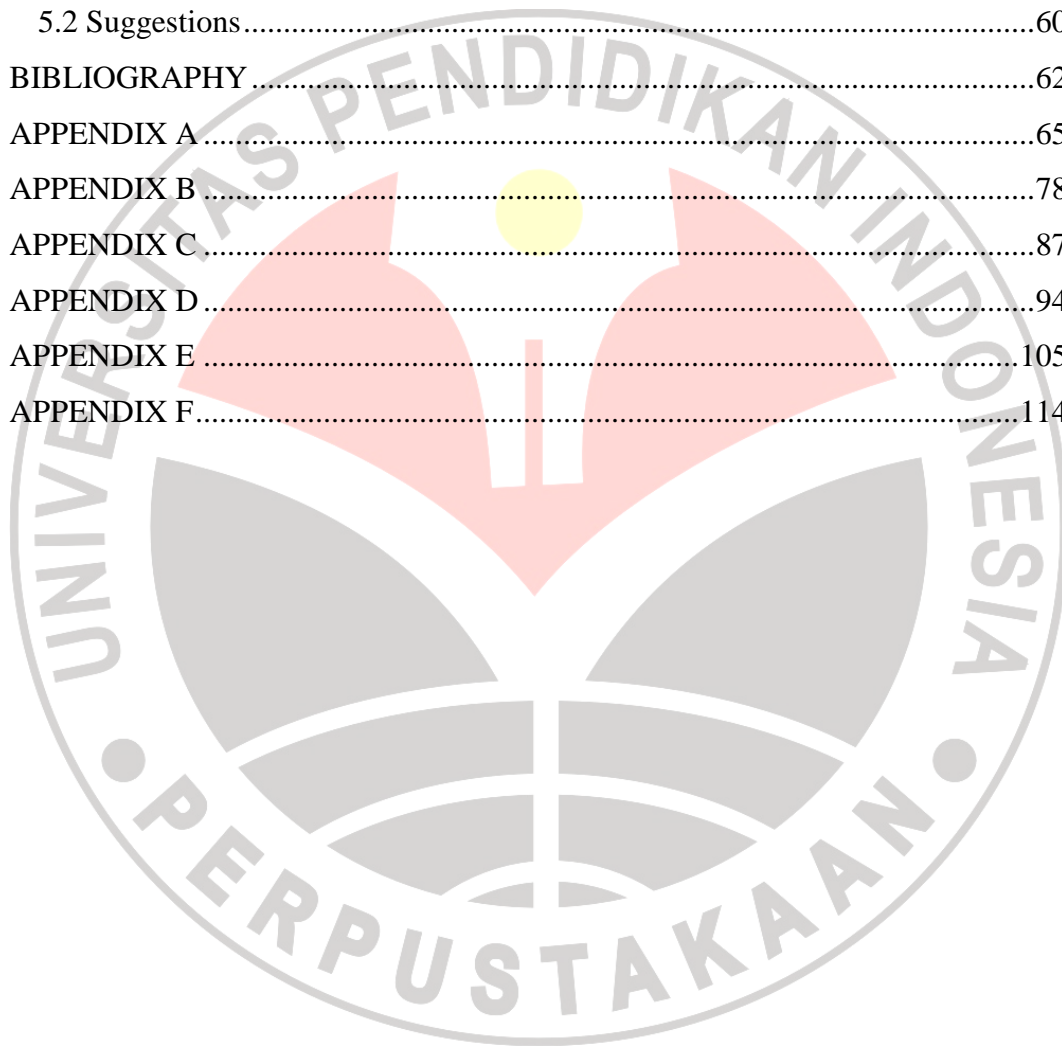 5.2 Suggestions............................................................................................60
BIBLIOGRAPHY..........................................................................................62
APPENDIX A................................................................................................65
APPENDIX B................................................................................................78
APPENDIX C................................................................................................87
APPENDIX D................................................................................................94
APPENDIX E..............................................................................................105
APPENDIX F..............................................................................................114
UNIVERSITAS PENDIDIKAN INDONESIA
PERPUSTAKAAN